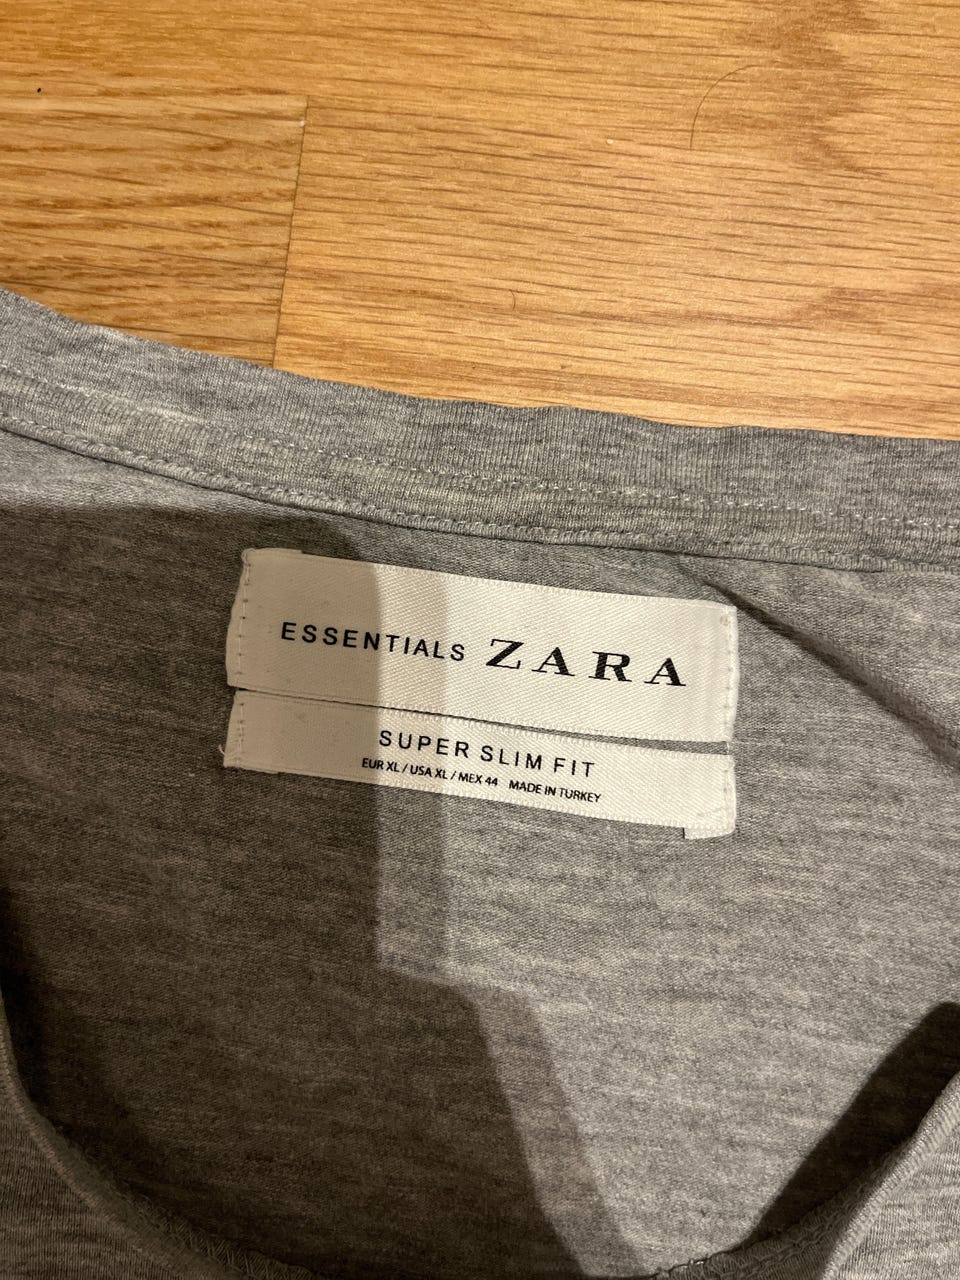 ESSENTIALS ZARA
SUPER SLIM FIT
EUR XL / USA XL / MEX 44 MADE IN TURKEY